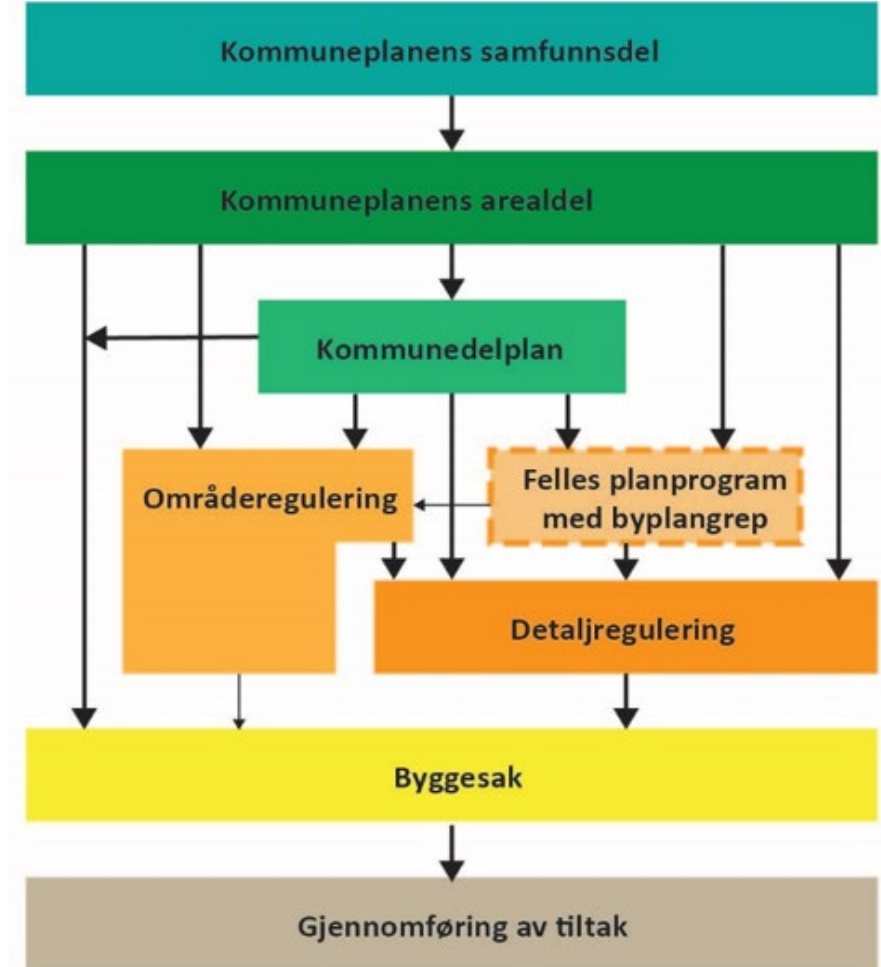 Kommuneplanens samfunnsdel
Kommuneplanens arealdel
Kommunedelplan
Områderegulering
Felles planprogram
med byplangrep
Detaljregulering
Byggesak
Gjennomføring av tiltak